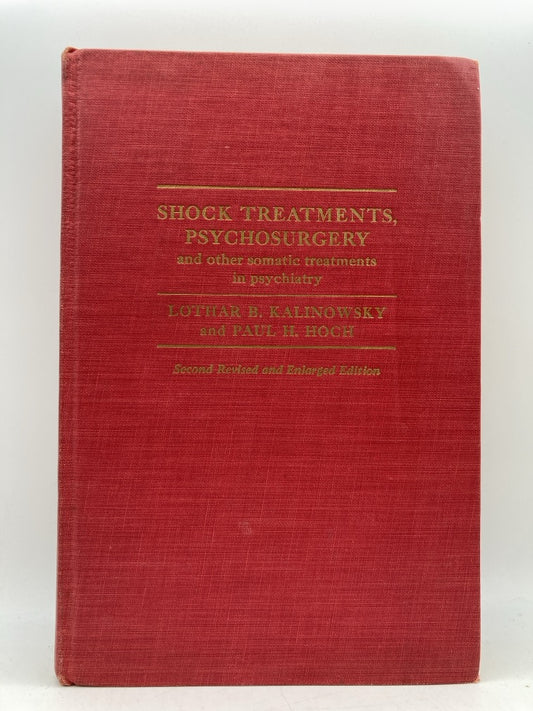 SHOCK TREATMENTS,
PSYCHOSURGERY
and other somatic treatments
in psychiatry
LOTHAR B. KALINOWSKY
and PAUL H. HOCH
Second Revised and Enlarged Edition